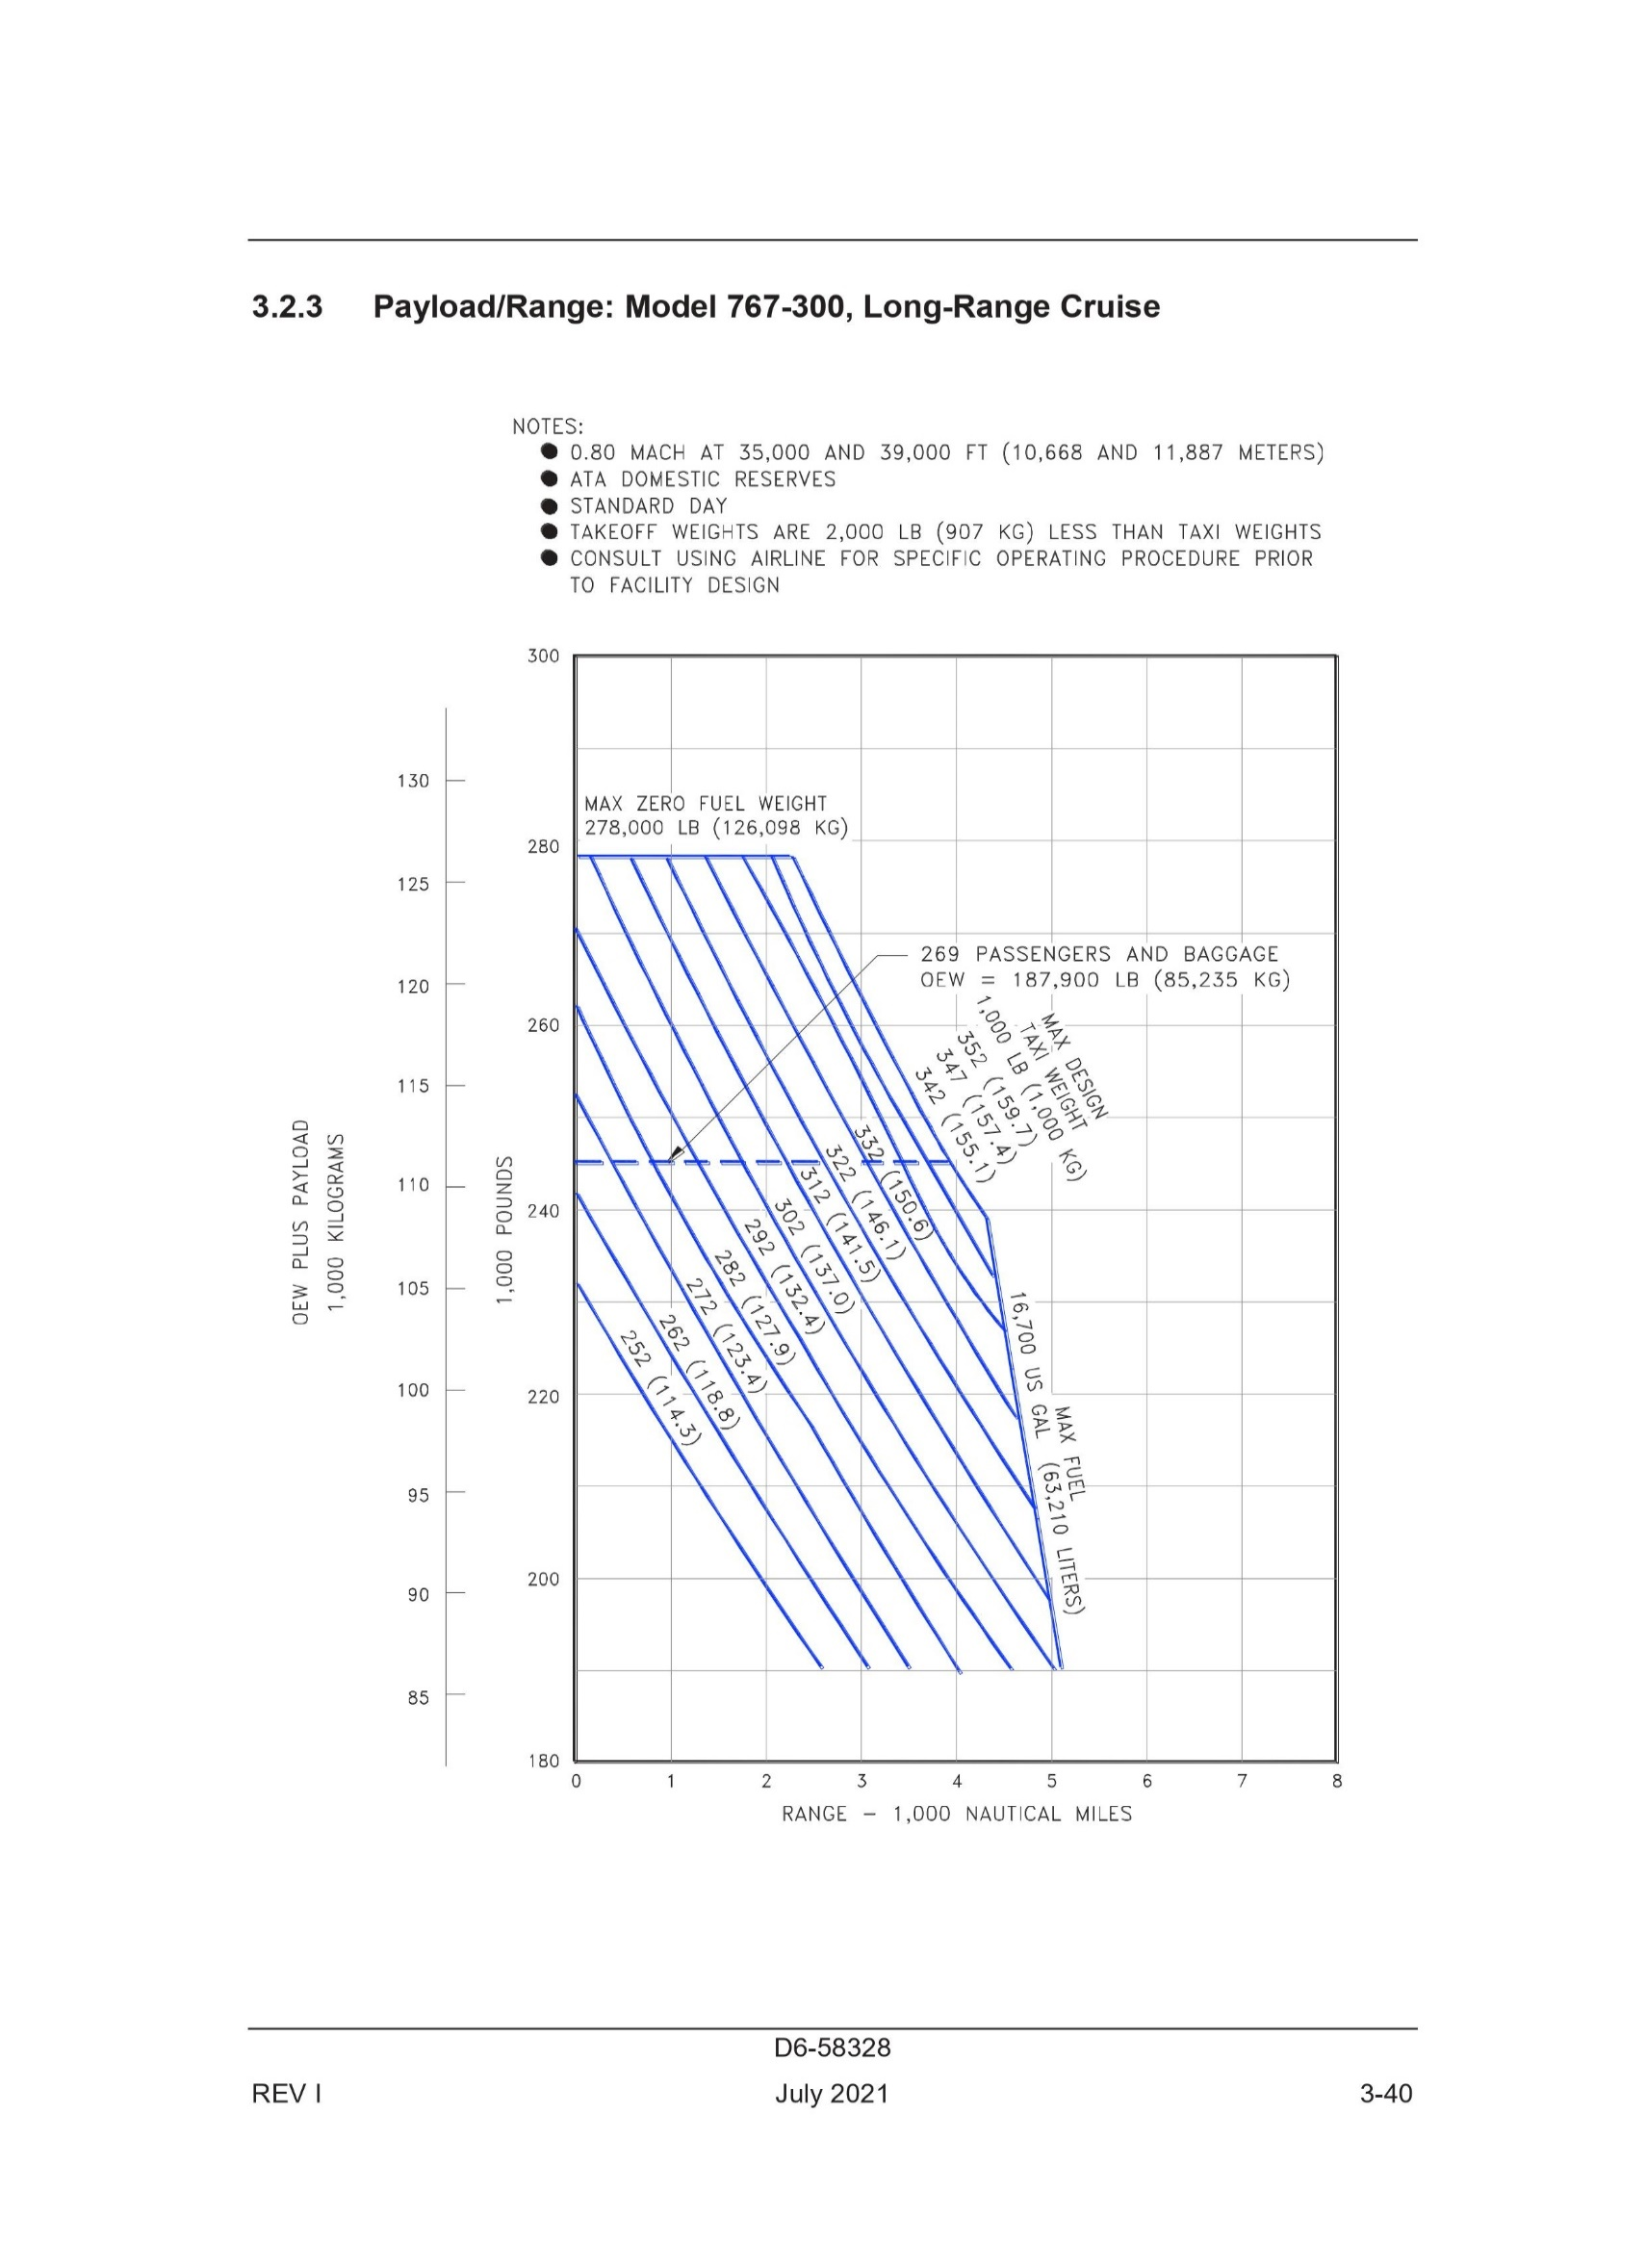 3.2.3 Payload/Range: Model 767-300, Long-Range Cruise
NOTES:
● 0.80 MACH AT 35,000 AND 39,000 FT (10,668 AND 11,887 METERS)
● ATA DOMESTIC RESERVES
● STANDARD DAY
● TAKEOFF WEIGHTS ARE 2,000 LB (907 KG) LESS THAN TAXI WEIGHTS
● CONSULT USING AIRLINE FOR SPECIFIC OPERATING PROCEDURE PRIOR
TO FACILITY DESIGN
OEW PLUS PAYLOAD
1,000 KILOGRAMS
130
125
120
115
110
105
100
95
90
85
1,000 POUNDS
300
280
260
240
220
200
180
MAX ZERO FUEL WEIGHT
278,000 LB (126,098 KG)
269 PASSENGERS AND BAGGAGE
OEW = 187,900 LB (85,235 KG)
MAX DESIGN
TAXI WEIGHT
1,000 LB (1,000 KG)
352 (159.7)
347 (157.4)
342 (155.1)
332 (150.6)
322 (146.1)
312 (141.5)
302 (137.0)
292 (132.4)
282 (127.9)
272 (123.4)
262 (118.8)
252 (114.3)
MAX FUEL
16,700 US GAL (63,210 LITERS)
0 1 2 3 4 5 6 7 8
RANGE – 1,000 NAUTICAL MILES
D6-58328
REV I July 2021 3-40